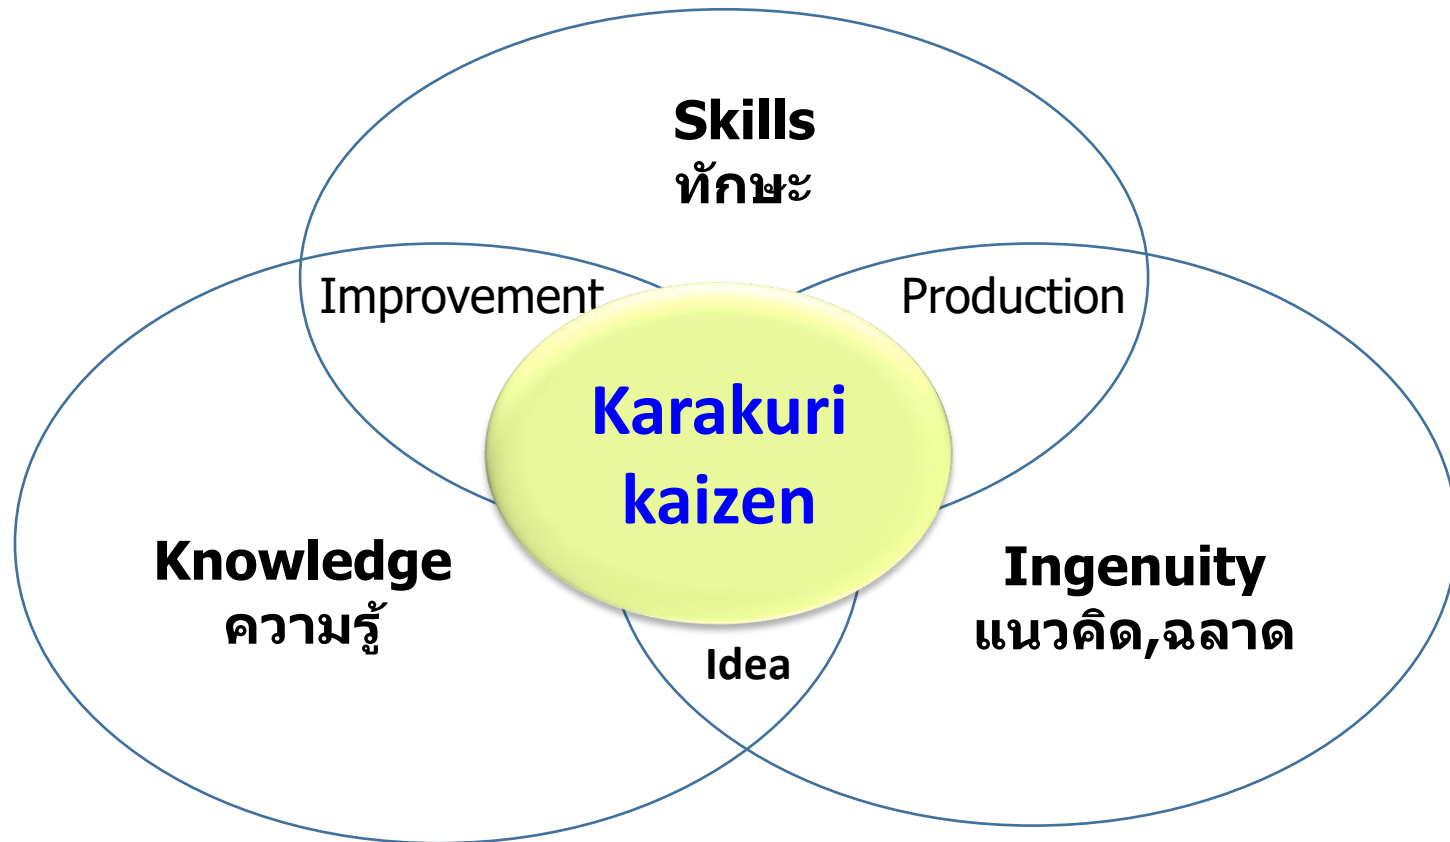 Skills
ทักษะ
Improvement
Production
Karakuri
kaizen
Knowledge
ความรู้
Ingenuity
แนวคิด,ฉลาด
Idea